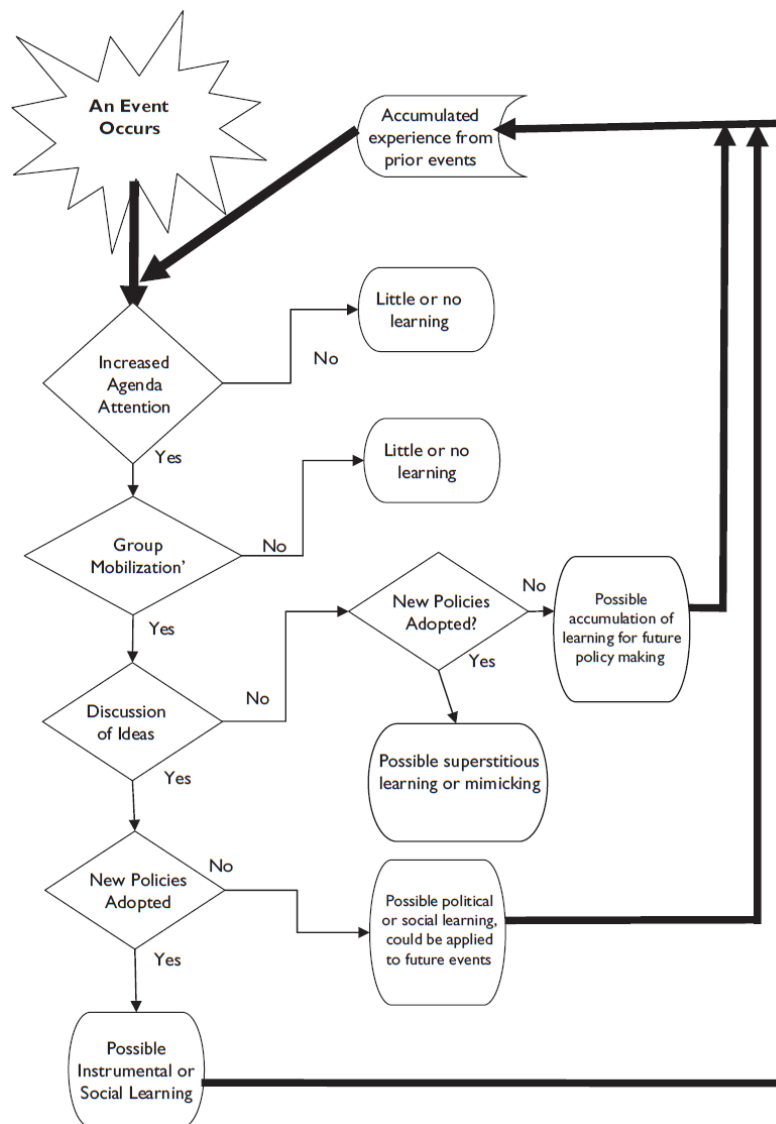 An Event
Occurs
Accumulated
experience from
prior events
Little or no
learning
No
Increased
Agenda
Attention
Yes
Little or no
learning
No
Group
Mobilization’
Yes
New Policies
Adopted?
No
Possible
accumulation of
learning for future
policy making
Yes
No
Discussion
of Ideas
Yes
Possible superstitious
learning or mimicking
No
New Policies
Adopted
Possible political
or social learning,
could be applied
to future events
Yes
Possible
Instrumental or
Social Learning